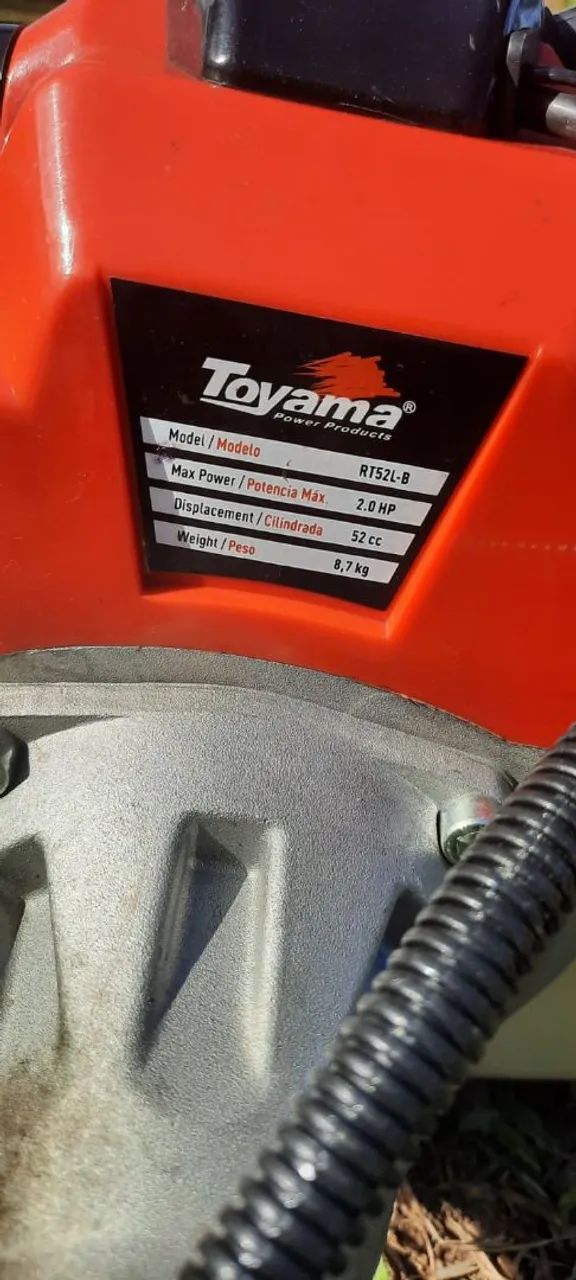 Toyama®
Power Products
Model / Modelo RT52L-B
Max Power / Potencia Máx. 2.0 HP
Displacement / Cilindrada 52 cc
Weight / Peso 8,7 kg